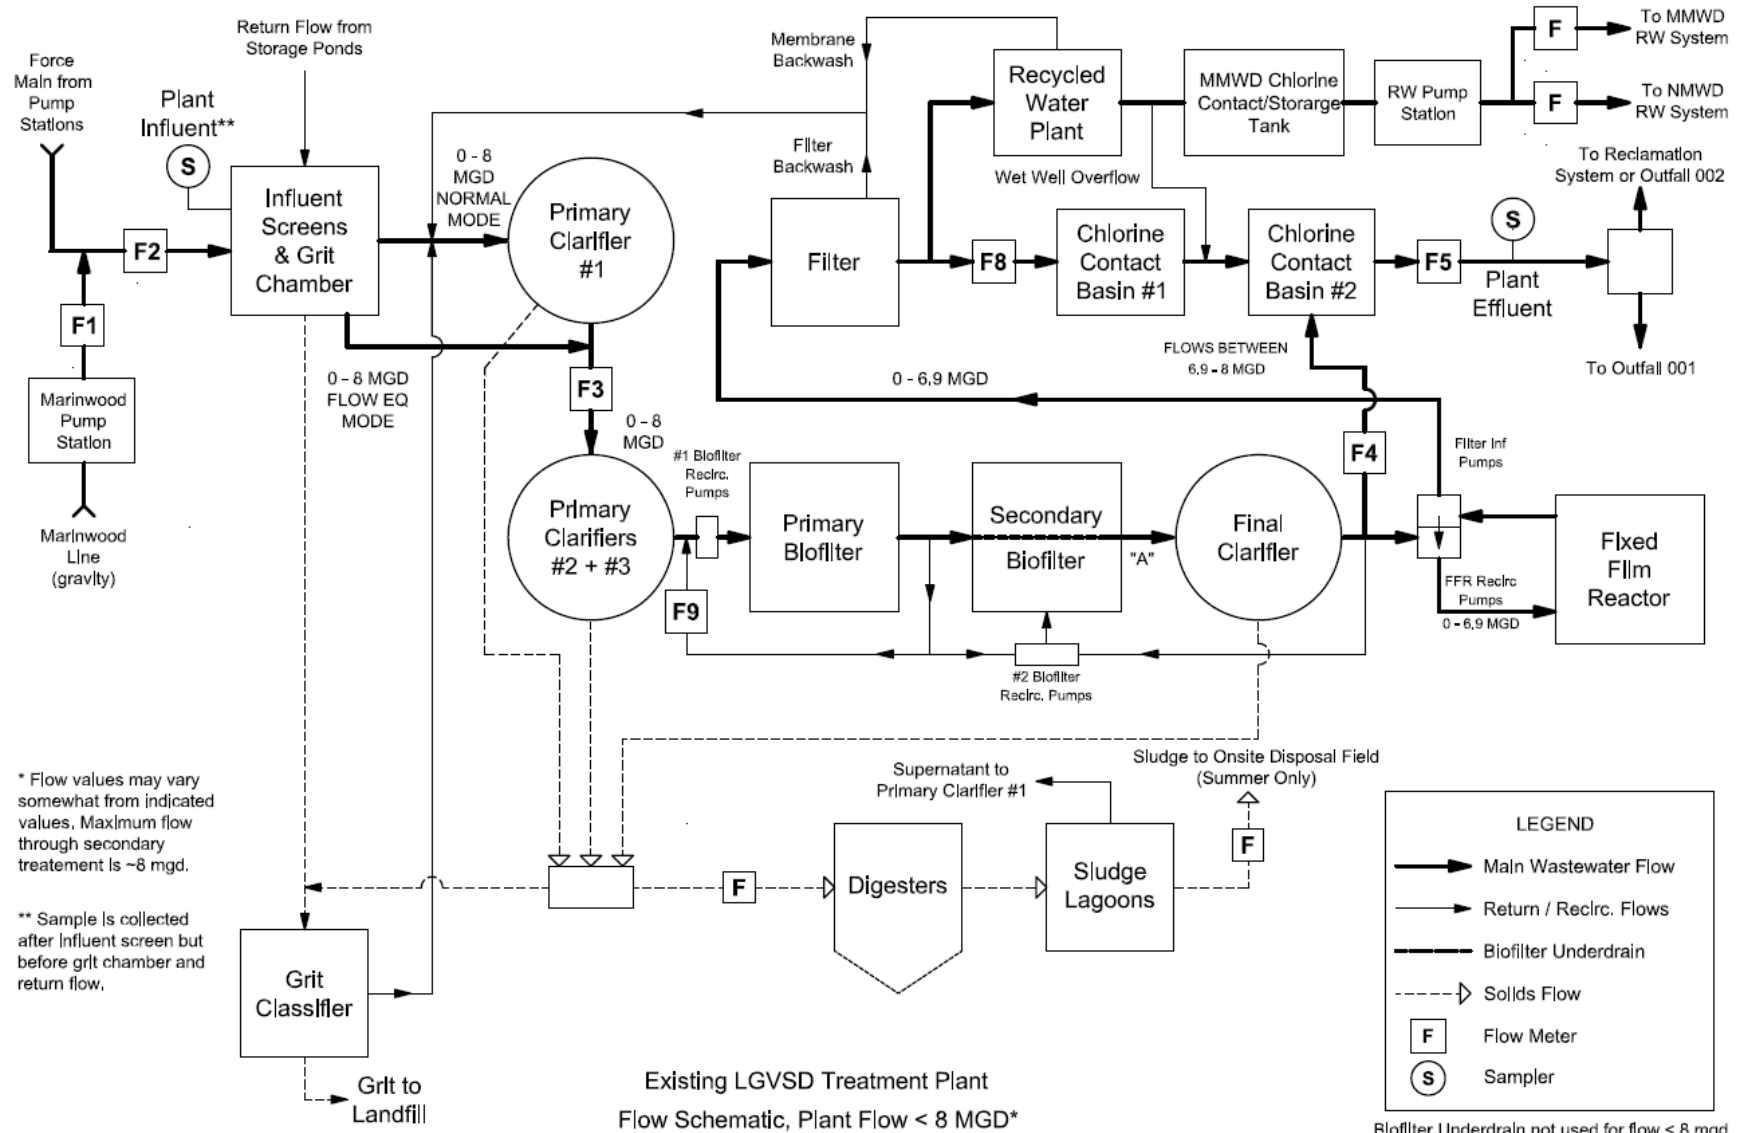 Return Flow from
Storage Ponds
Force
Main from
Pump
Stations
Plant
Influent**
S
F2
F1
Marinwood
Pump
Station
Marinwood
Line
(gravity)
Influent
Screens
& Grit
Chamber
0 - 8
MGD
NORMAL
MODE
0 - 8 MGD
FLOW EQ
MODE
Primary
Clarifier
#1
F3
0 - 8
MGD
Primary
Clarifiers
#2 + #3
#1 Biofilter
Recirc.
Pumps
F9
Primary
Biofilter
Secondary
Biofilter
"A"
Final
Clarifier
#2 Biofilter
Recirc. Pumps
Membrane
Backwash
Filter
Backwash
Filter
Recycled
Water
Plant
Wet Well Overflow
MMWD Chlorine
Contact/Storarge
Tank
RW Pump
Station
F
To MMWD
RW System
F
To NMWD
RW System
F8
Chlorine
Contact
Basin #1
Chlorine
Contact
Basin #2
F5
S
Plant
Effluent
To Reclamation
System or Outfall 002
To Outfall 001
FLOWS BETWEEN
6.9 - 8 MGD
0 - 6.9 MGD
F4
Filter Inf
Pumps
FFR Recirc
Pumps
0 - 6.9 MGD
Fixed
Film
Reactor
Sludge to Onsite Disposal Field
(Summer Only)
Supernatant to
Primary Clarifier #1
F
Digesters
Sludge
Lagoons
F
Grit
Classifier
Grit to
Landfill
* Flow values may vary
somewhat from indicated
values. Maximum flow
through secondary
treatement is ~8 mgd.
** Sample is collected
after influent screen but
before grit chamber and
return flow.
Existing LGVSD Treatment Plant
Flow Schematic, Plant Flow < 8 MGD*
LEGEND
Main Wastewater Flow
Return / Recirc. Flows
Biofilter Underdrain
Solids Flow
F
Flow Meter
S
Sampler
Biofilter Underdrain not used for flow < 8 mgd